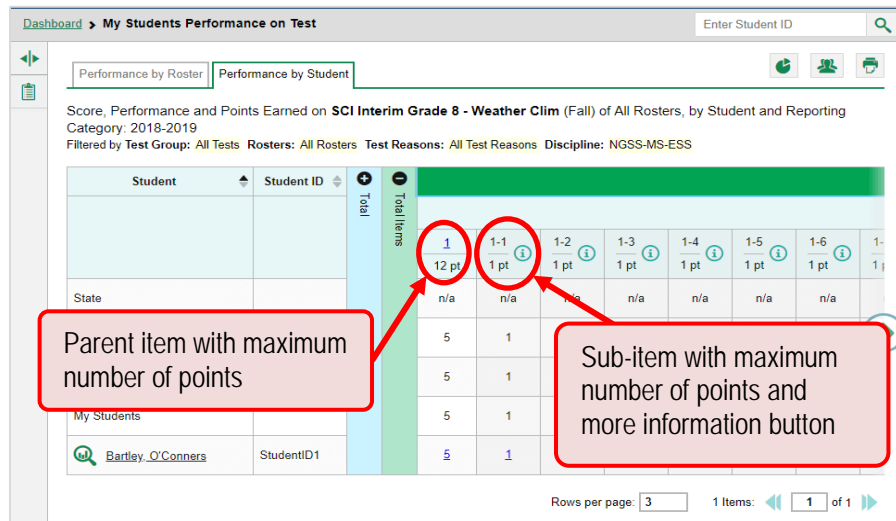 Dashboard > My Students Performance on Test
Enter Student ID
Performance by Roster
Performance by Student
Score, Performance and Points Earned on SCI Interim Grade 8 - Weather Clim (Fall) of All Rosters, by Student and Reporting
Category: 2018-2019
Filtered by Test Group: All Tests Rosters: All Rosters Test Reasons: All Test Reasons Discipline: NGSS-MS-ESS
Student Student ID Total Total Items
1 1-1 1-2 1-3 1-4 1-5 1-6
12 pt 1 pt 1 pt 1 pt 1 pt 1 pt 1 pt
State n/a n/a n/a n/a n/a n/a
5 1
5 1
My Students 5 1
Bartley, O'Conners StudentID1 5 1
Parent item with maximum
number of points
Sub-item with maximum
number of points and
more information button
Rows per page: 3 1 Items: 1 of 1